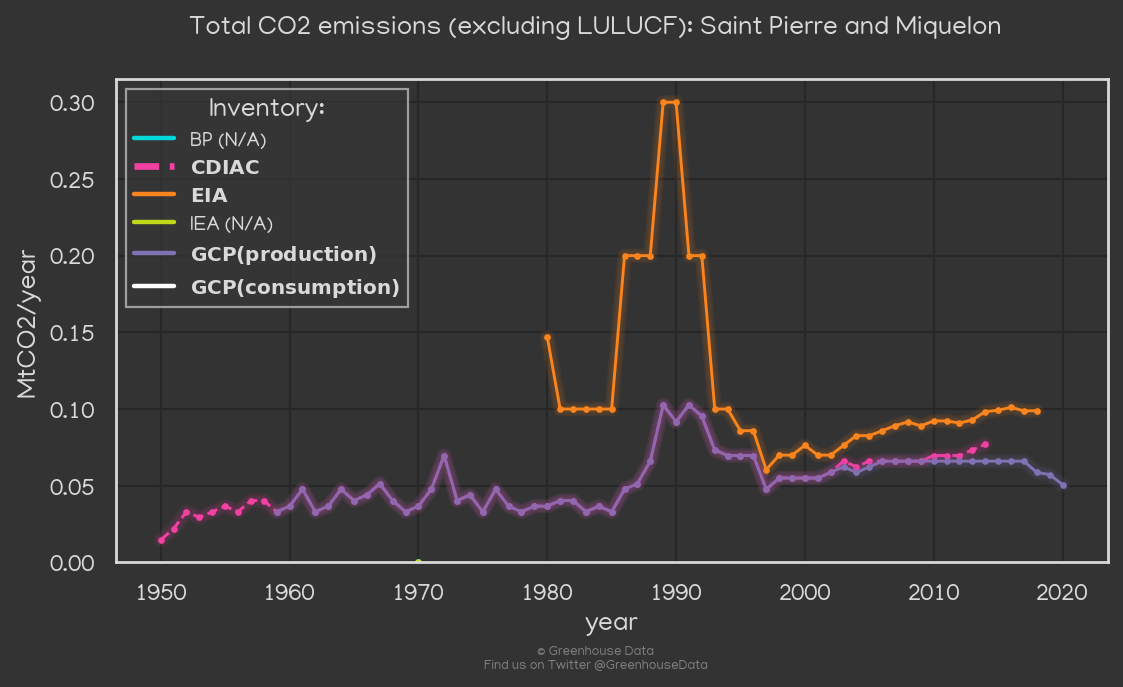 Total CO2 emissions (excluding LULUCF): Saint Pierre and Miquelon
MtCO2/year
0.30
0.25
0.20
0.15
0.10
0.05
0.00
Inventory:
BP (N/A)
CDIAC
EIA
IEA (N/A)
GCP(production)
GCP(consumption)
1950 1960 1970 1980 1990 2000 2010 2020
year
© Greenhouse Data
Find us on Twitter @GreenhouseData